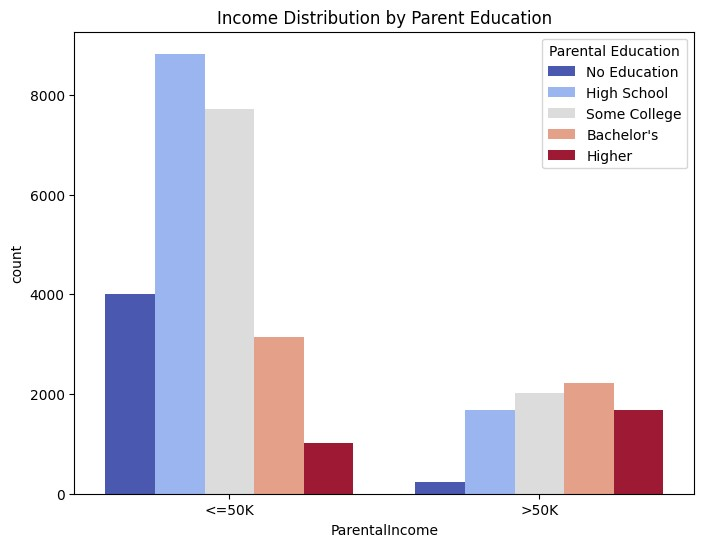 Income Distribution by Parent Education
Parental Education
No Education
High School
Some College
Bachelor's
Higher
8000
6000
4000
2000
0
count
<=50K
>50K
ParentalIncome